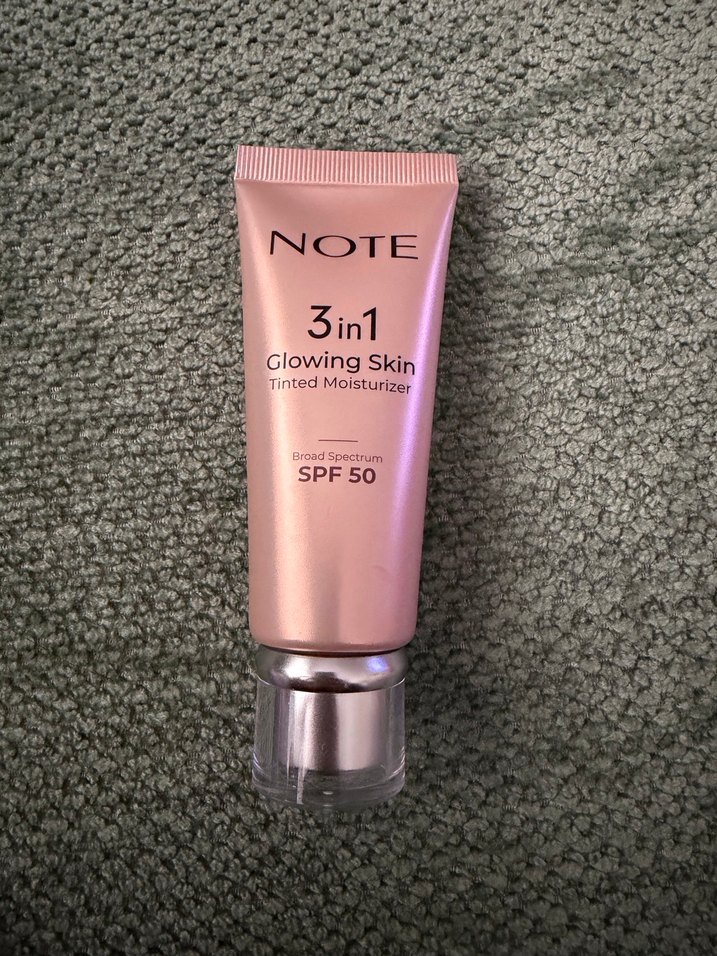 NOTE
3in1
Glowing Skin
Tinted Moisturizer
Broad Spectrum
SPF 50